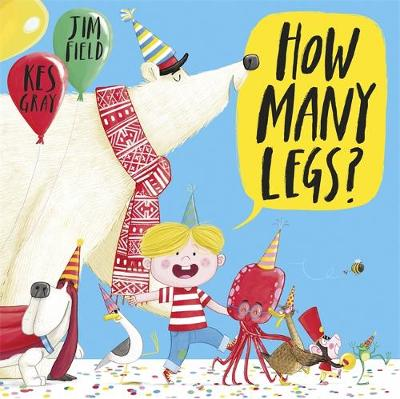 JIM
FIELD
KES
GRAY
HOW
MANY
LEGS?